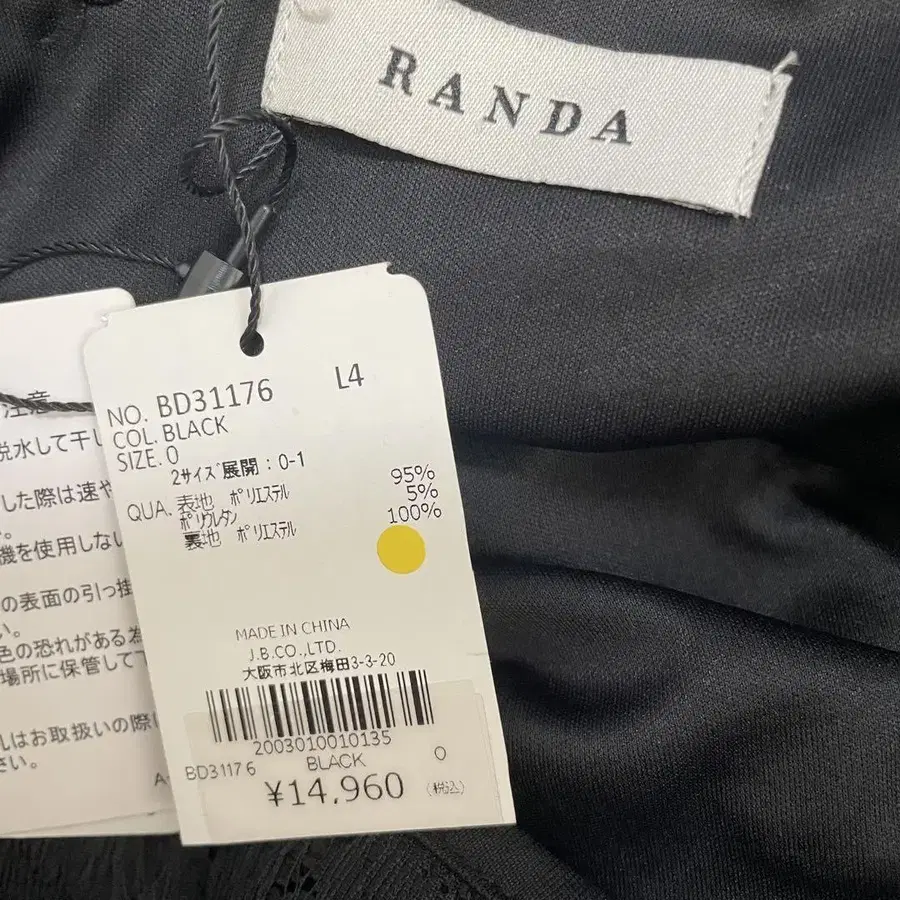 RANDA
NO. BD31176 L4
COL. BLACK
SIZE. 0
2サイズ展開：0-1
QUA. 表地 ポリエステル 95%
ポリウレタン 5%
裏地 ポリエステル 100%
MADE IN CHINA
J.B.CO.,LTD.
大阪市北区梅田3-3-20
2003010010135
BD31176 BLACK 0
¥14,960 (税込)
注意
脱水して干し
した際は速や
機を使用しない
の表面の引っ掛
い。
色の恐れがある為
場所に保管して下
はお取扱いの際
さい。
A-